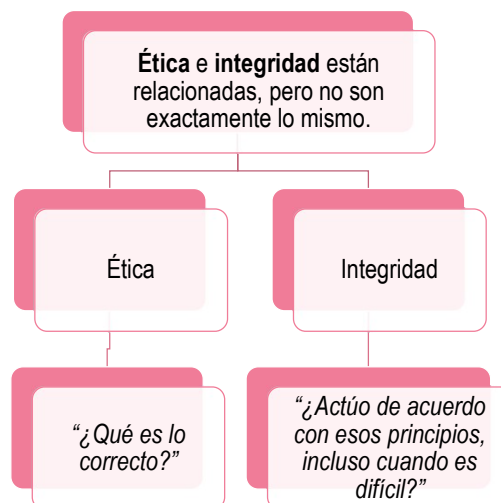 Ética e integridad están
relacionadas, pero no son
exactamente lo mismo.
Ética
Integridad
“¿Qué es lo
correcto?”
“¿Actúo de acuerdo
con esos principios,
incluso cuando es
difícil?”